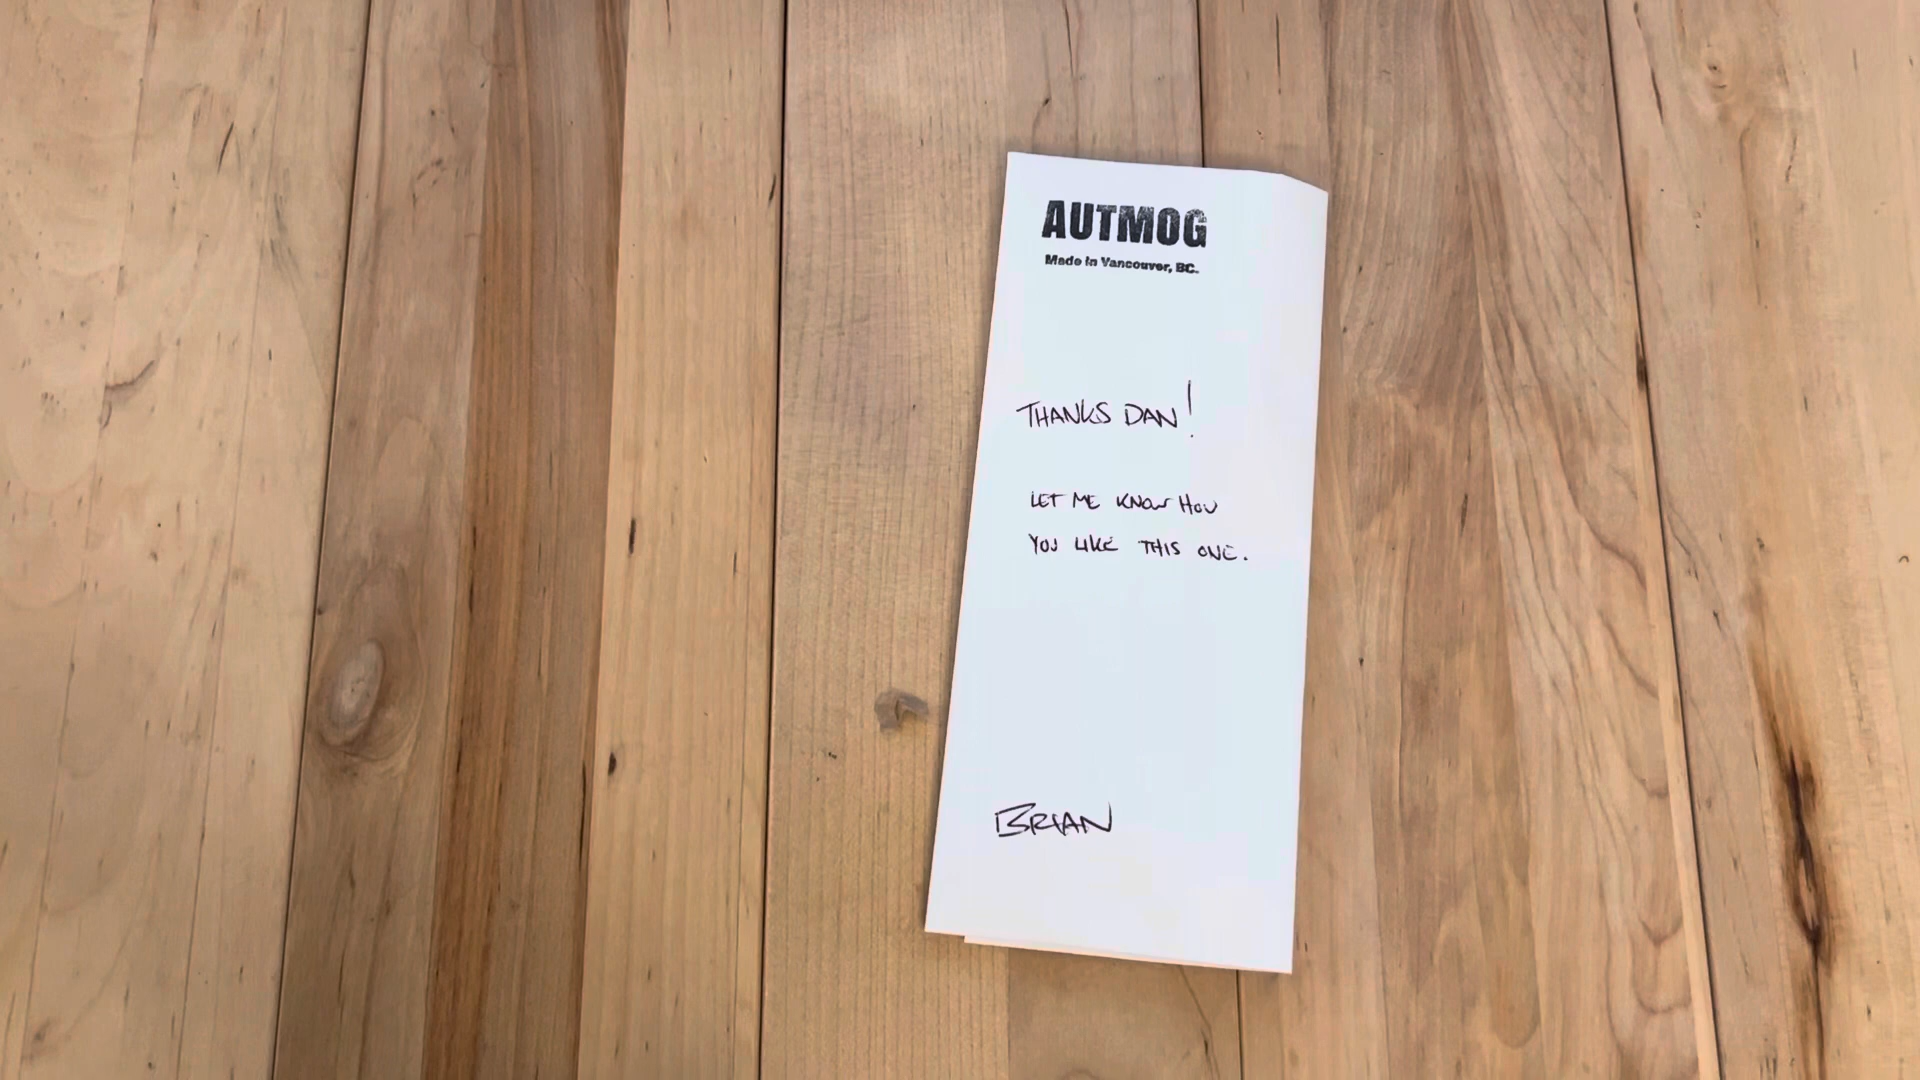 AUTMOG
Made in Vancouver, BC.
THANKS DAN!
LET ME KNOW HOW
YOU LIKE THIS ONE.
BRIAN